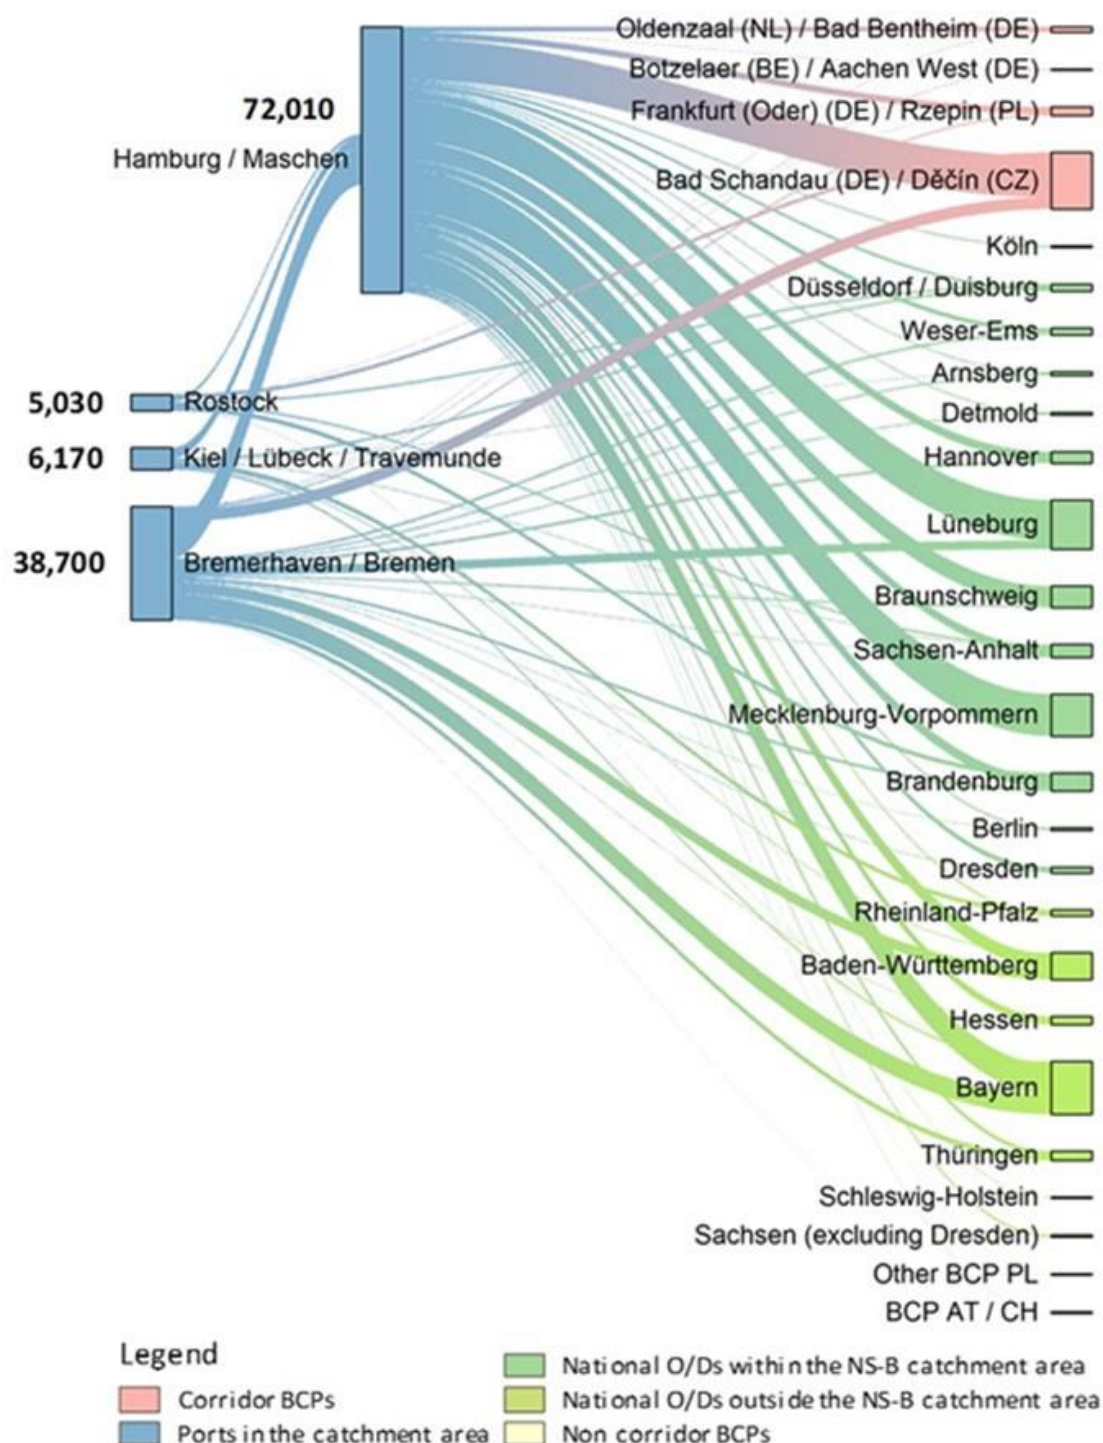 Oldenzaal (NL) / Bad Bentheim (DE)
Botzelaer (BE) / Aachen West (DE)
72,010
Frankfurt (Oder) (DE) / Rzepin (PL)
Hamburg / Maschen
Bad Schandau (DE) / Děčín (CZ)
Köln
Düsseldorf / Duisburg
Weser-Ems
Arnsberg
5,030
Rostock
Detmold
6,170
Kiel / Lübeck / Travemunde
Hannover
Lüneburg
38,700
Bremerhaven / Bremen
Braunschweig
Sachsen-Anhalt
Mecklenburg-Vorpommern
Brandenburg
Berlin
Dresden
Rheinland-Pfalz
Baden-Württemberg
Hessen
Bayern
Thüringen
Schleswig-Holstein
Sachsen (excluding Dresden)
Other BCP PL
BCP AT / CH
Legend
Corridor BCPs
Ports in the catchment area
National O/Ds within the NS-B catchment area
National O/Ds outside the NS-B catchment area
Non corridor BCPs